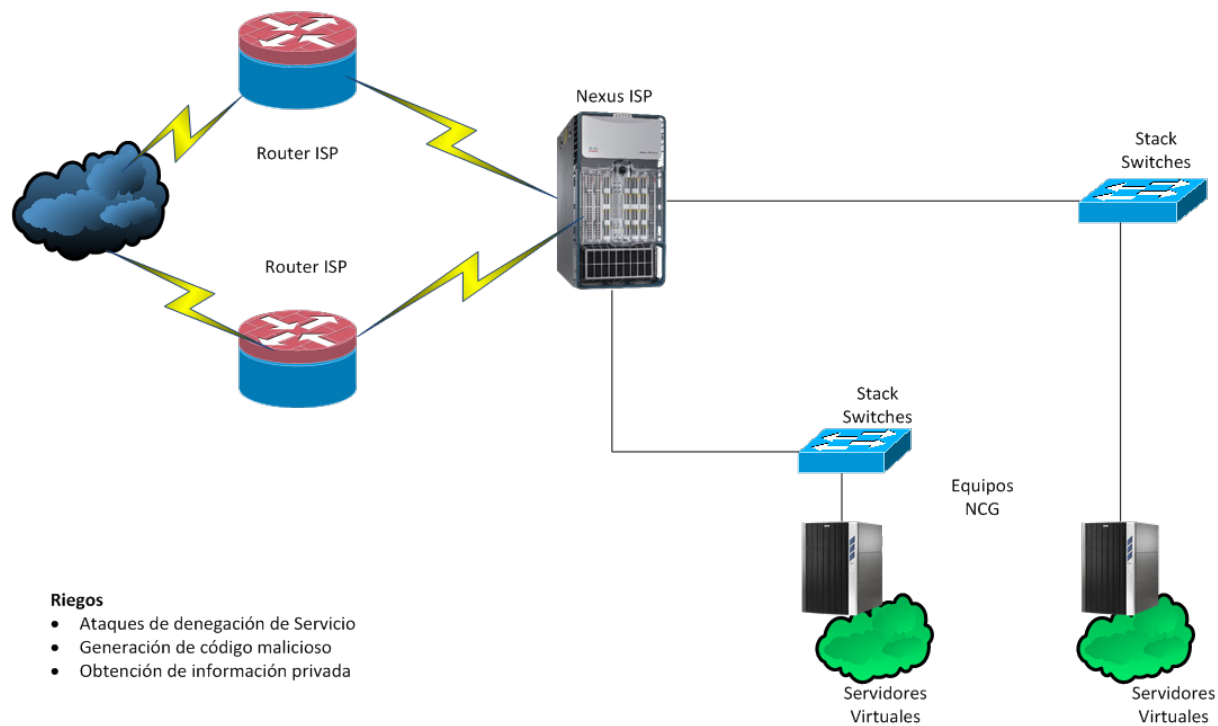 Nexus ISP
Router ISP
Stack
Switches
Router ISP
Stack
Switches
Equipos
NCG
Riegos
• Ataques de denegación de Servicio
• Generación de código malicioso
• Obtención de información privada
Servidores
Virtuales
Servidores
Virtuales